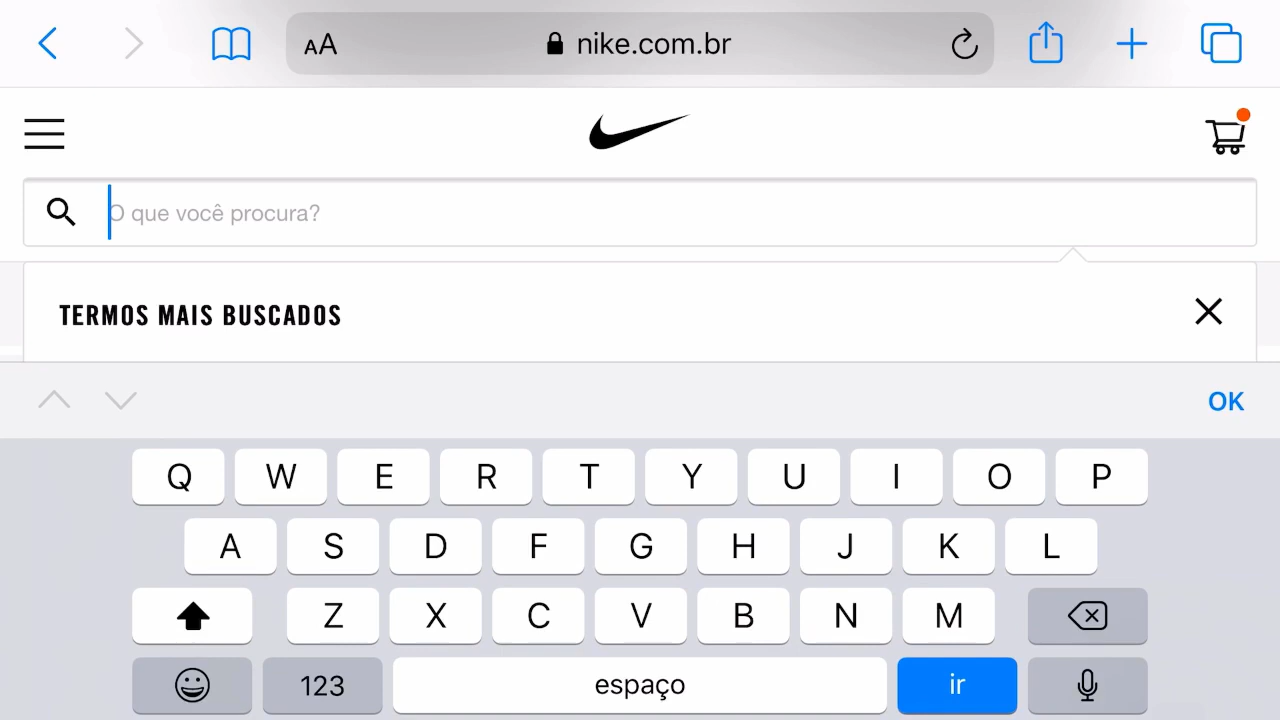 AA nike.com.br
O que você procura?
TERMOS MAIS BUSCADOS
OK
Q W E R T Y U I O P
A S D F G H J K L
Z X C V B N M
123 espaço ir